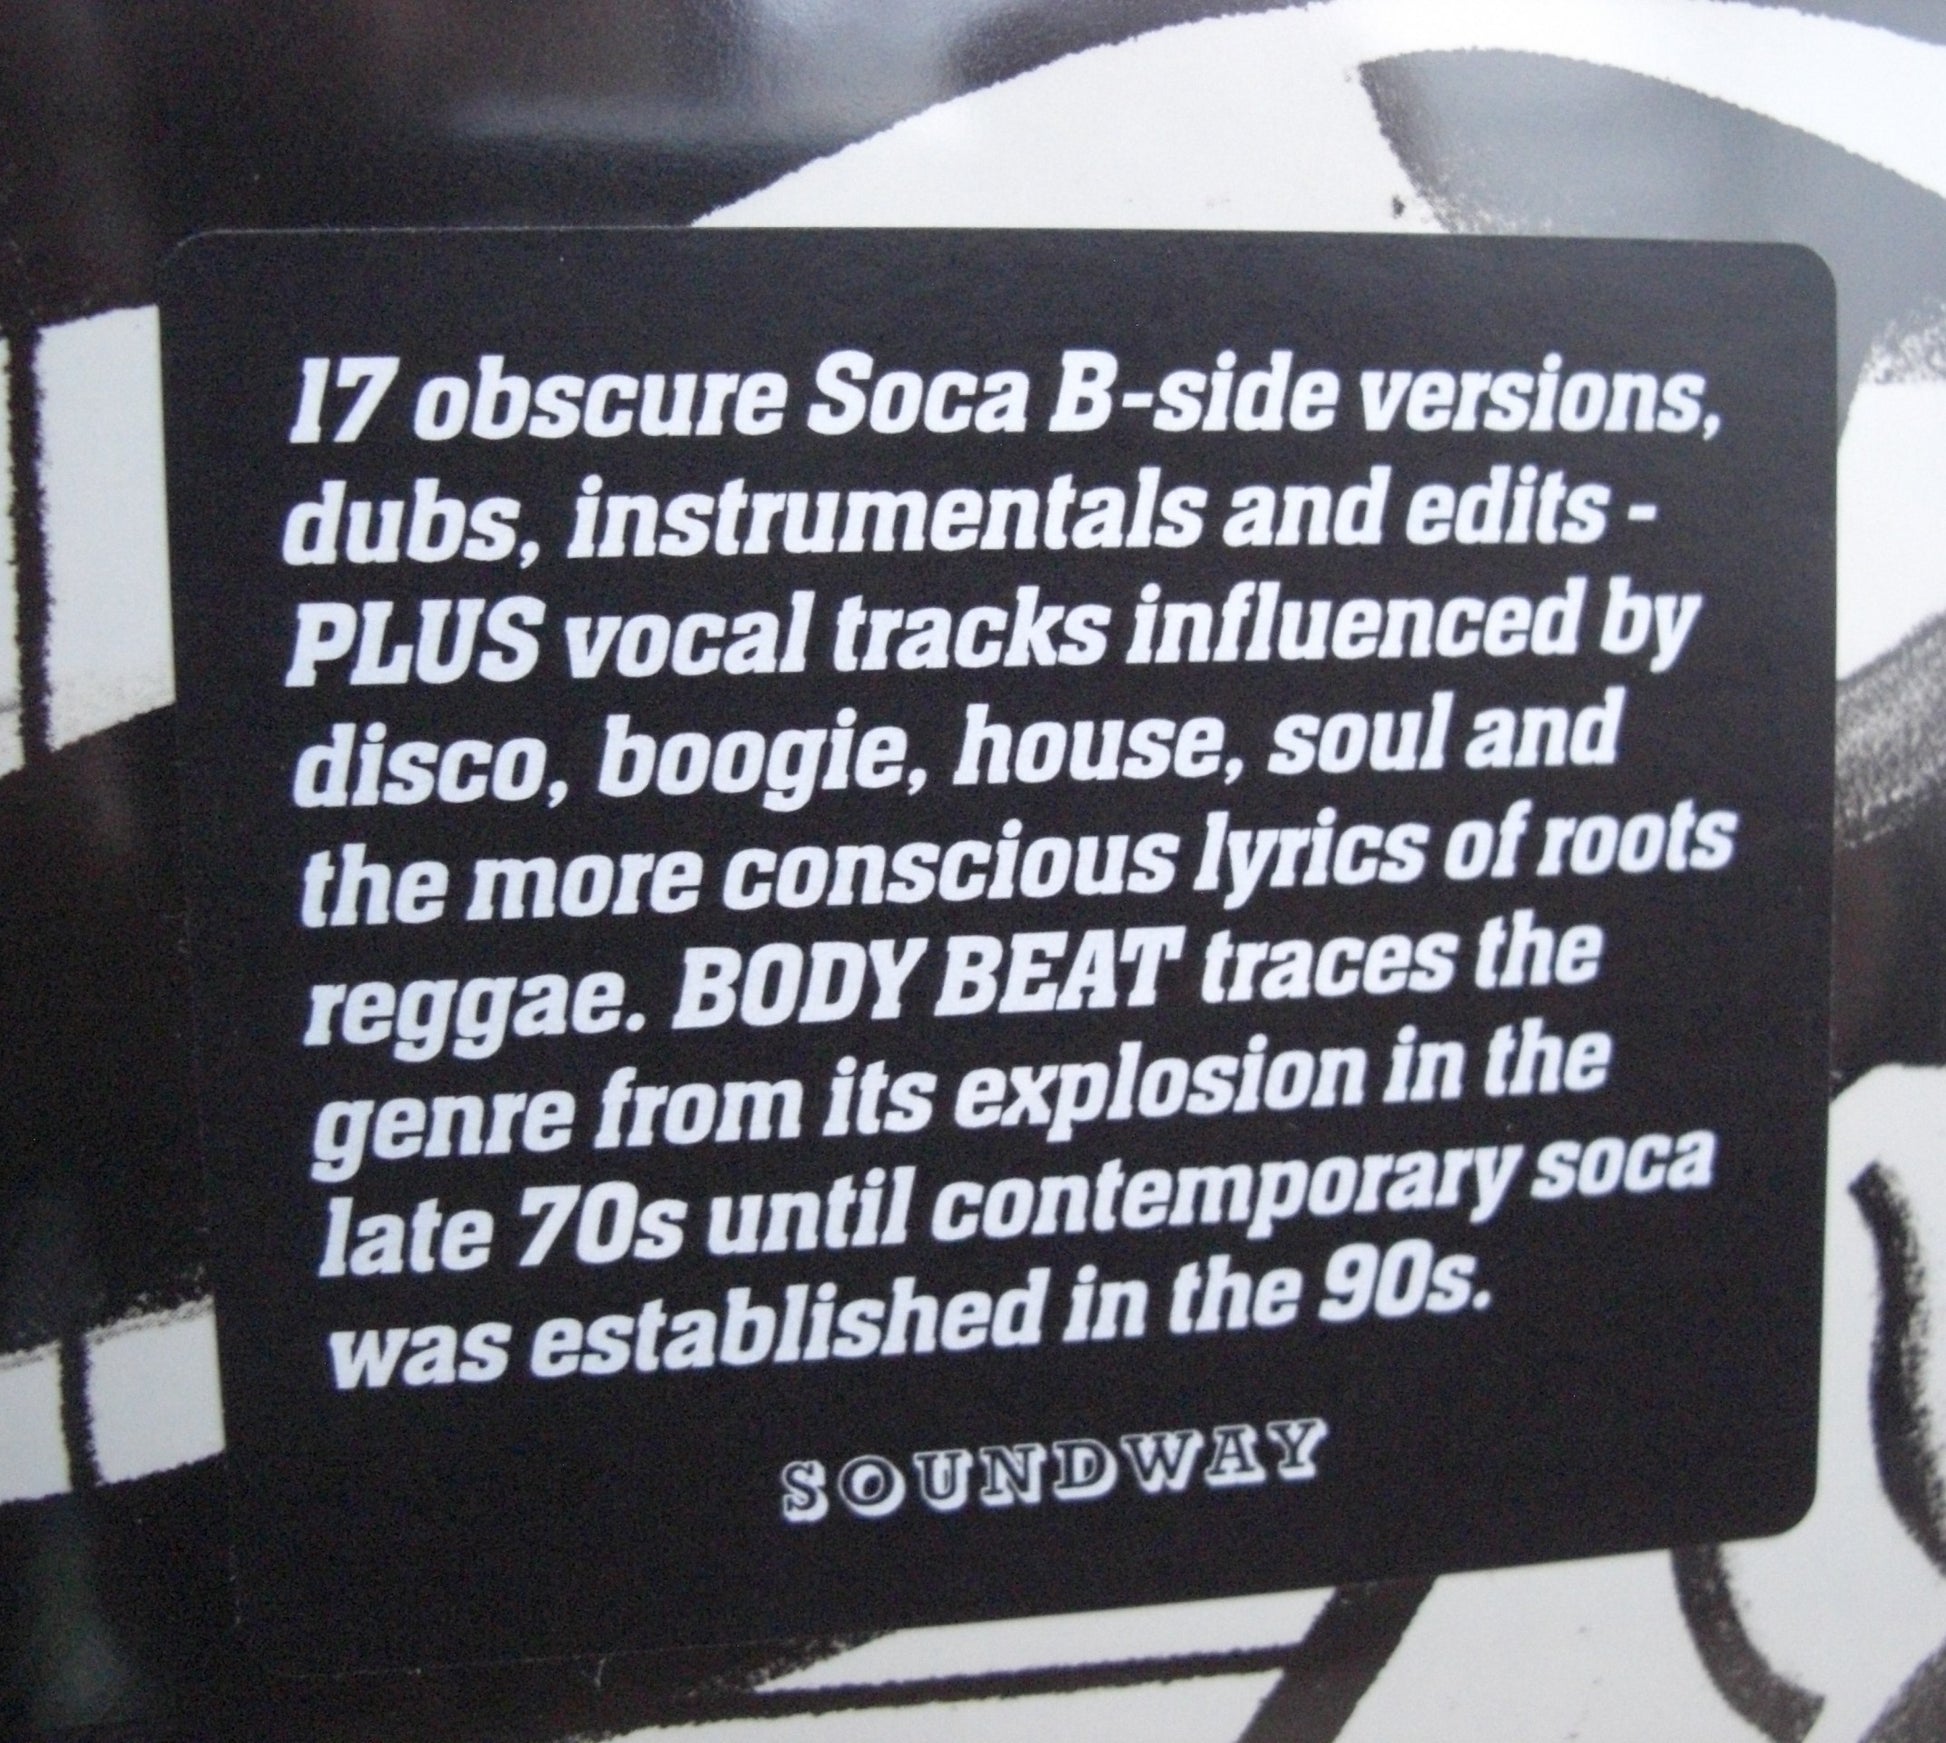 17 obscure Soca B-side versions,
dubs, instrumentals and edits -
PLUS vocal tracks influenced by
disco, boogie, house, soul and
the more conscious lyrics of roots
reggae. BODY BEAT traces the
genre from its explosion in the
late 70s until contemporary soca
was established in the 90s.
SOUNDWAY